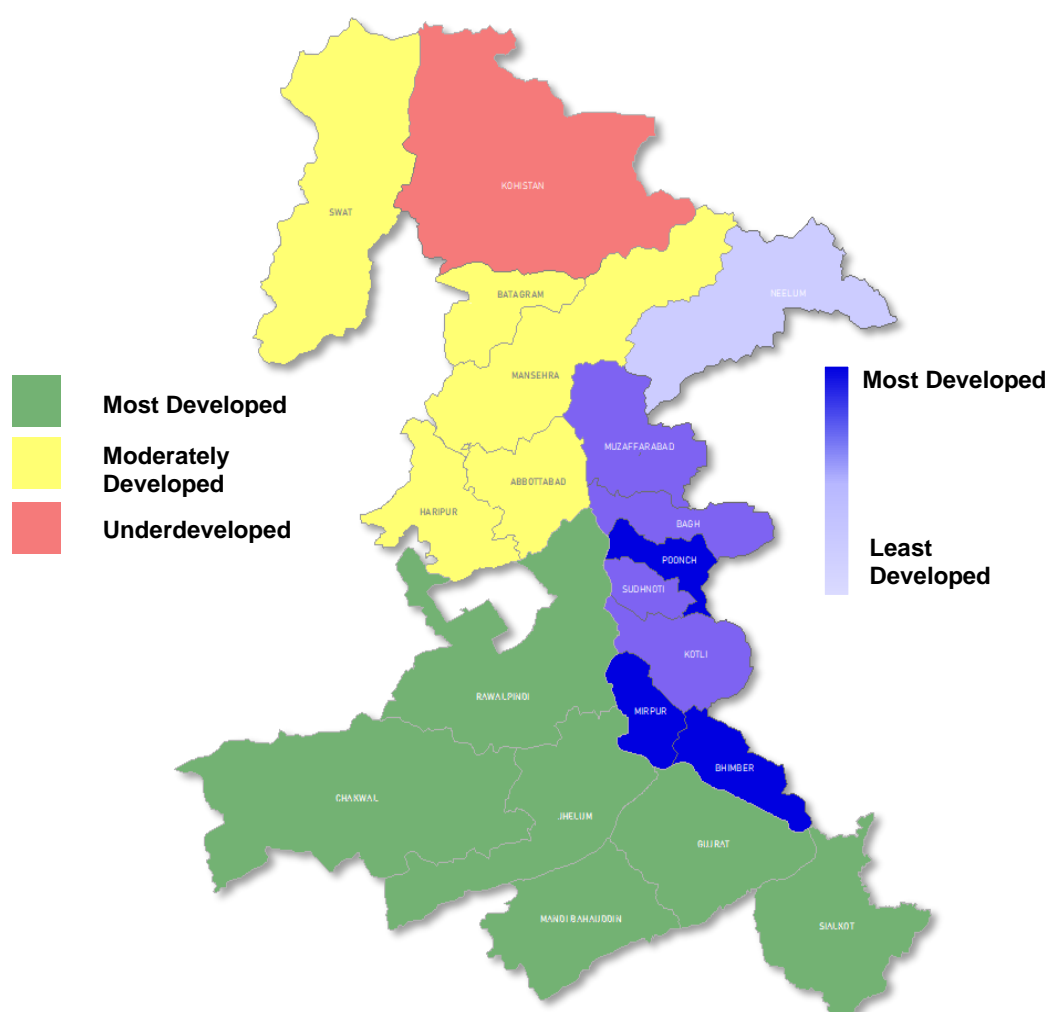 KOHISTAN
SWAT
BATAGRAM
NEELUM
MANSEHRA
Most Developed
Most Developed
MUZAFFARABAD
Moderately
Developed
ABBOTTABAD
HARIPUR
BAGH
Underdeveloped
POONCH
Least
Developed
SUDHNOTI
KOTLI
RAWALPINDI
MIRPUR
BHIMBER
CHAKWAL
JHELUM
GUJRAT
MANDI BAHAUDDIN
SIALKOT